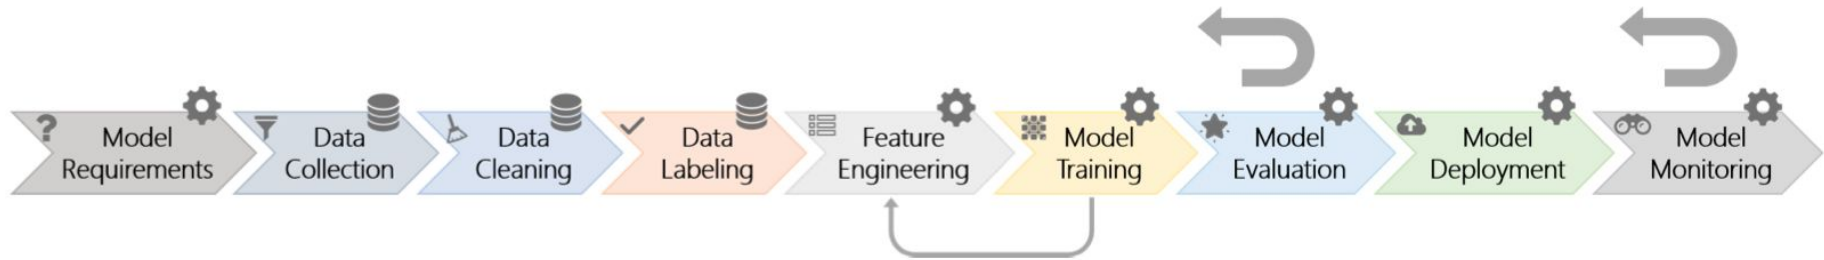 Model
Requirements
Data
Collection
Data
Cleaning
Data
Labeling
Feature
Engineering
Model
Training
Model
Evaluation
Model
Deployment
Model
Monitoring